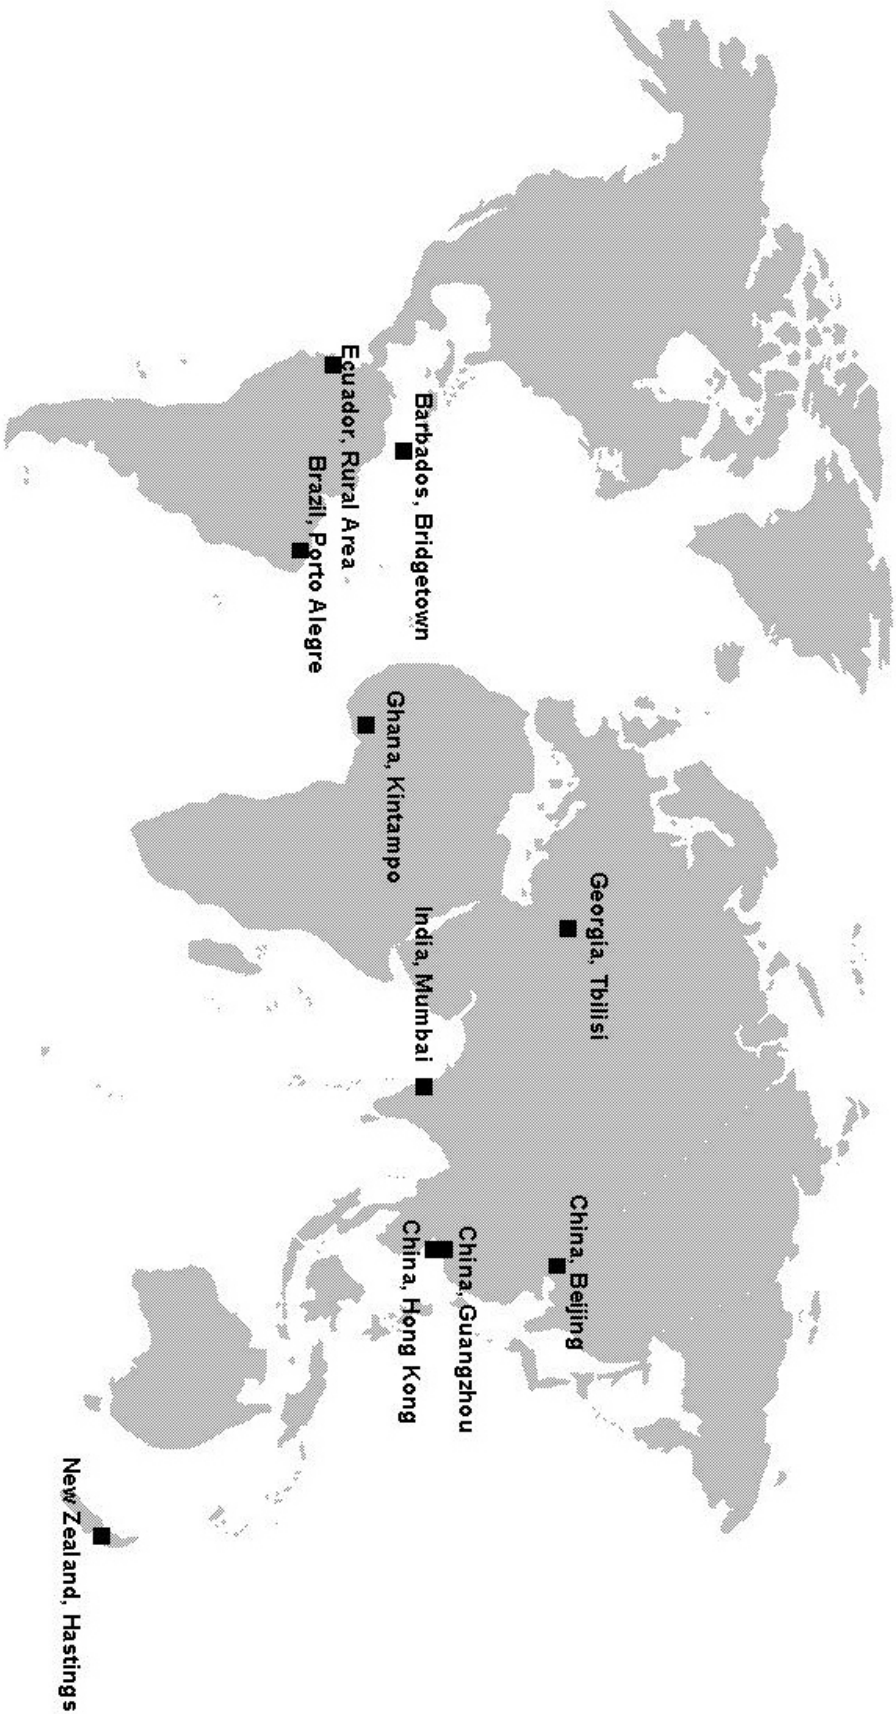 Georgia, Tbilisi
China, Beijing
China, Guangzhou
Barbados, Bridgetown
India, Mumbai
China, Hong Kong
Ghana, Kintampo
Ecuador, Rural Area
Brazil, Porto Alegre
New Zealand, Hastings